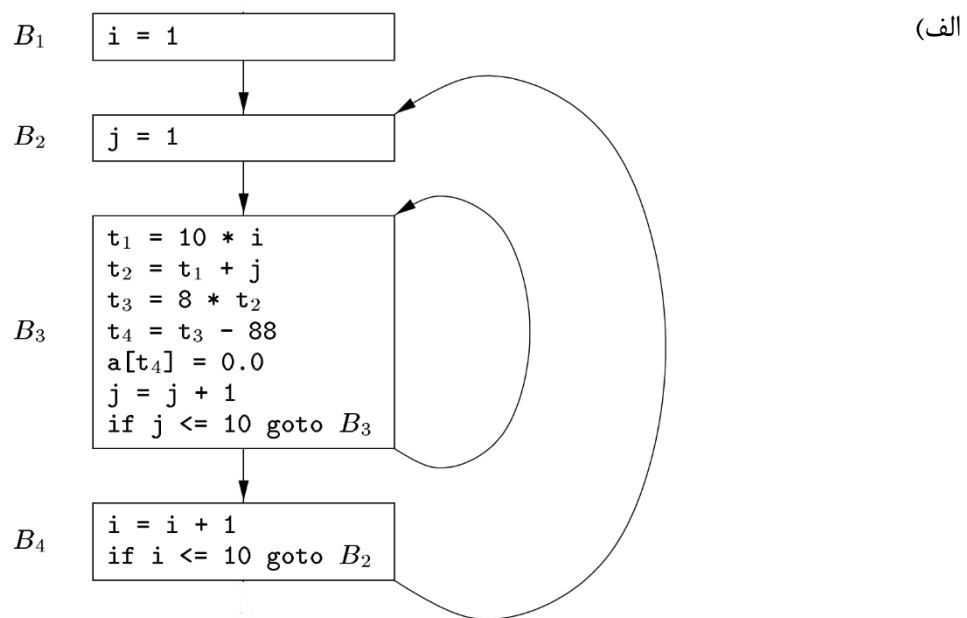 الف)
B₁
i = 1
B₂
j = 1
B₃
t₁ = 10 * i
t₂ = t₁ + j
t₃ = 8 * t₂
t₄ = t₃ - 88
a[t₄] = 0.0
j = j + 1
if j <= 10 goto B₃
B₄
i = i + 1
if i <= 10 goto B₂